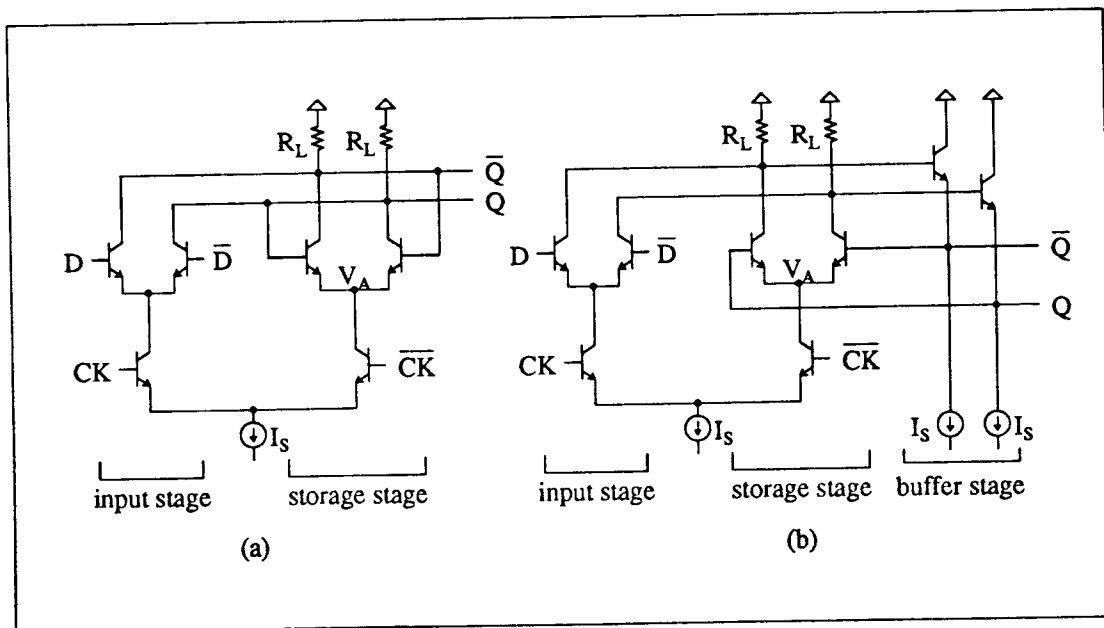 R_L R_L
Q̅
Q
D D̅
V_A
CK C̅K̅
I_S
input stage storage stage
(a)
R_L R_L
D D̅
V_A
Q̅
Q
CK C̅K̅
I_S
I_S I_S
input stage storage stage buffer stage
(b)